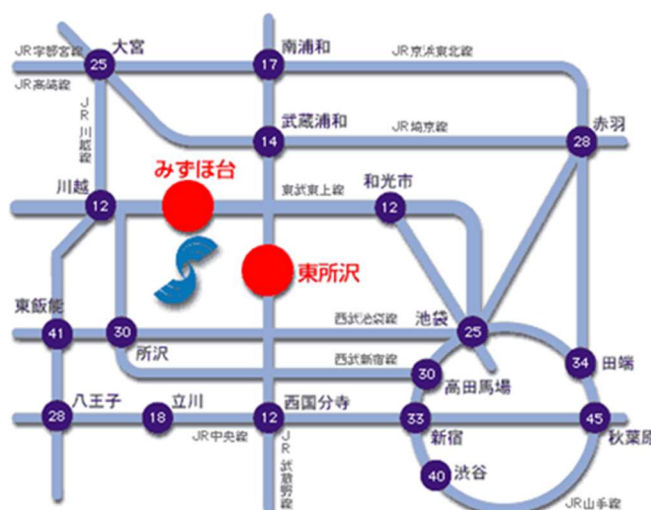 大宮
南浦和
JR宇都宮線
25
17
JR京浜東北線
JR高崎線
JR川越線
武蔵浦和
14
JR埼京線
赤羽
28
みずほ台
川越
12
東武東上線
和光市
12
東所沢
東飯能
41
30
所沢
西武池袋線
池袋
25
西武新宿線
30
高田馬場
34
田端
八王子
28
立川
18
JR中央線
西国分寺
12
JR武蔵野線
33
新宿
45
秋葉原
40
渋谷
JR山手線